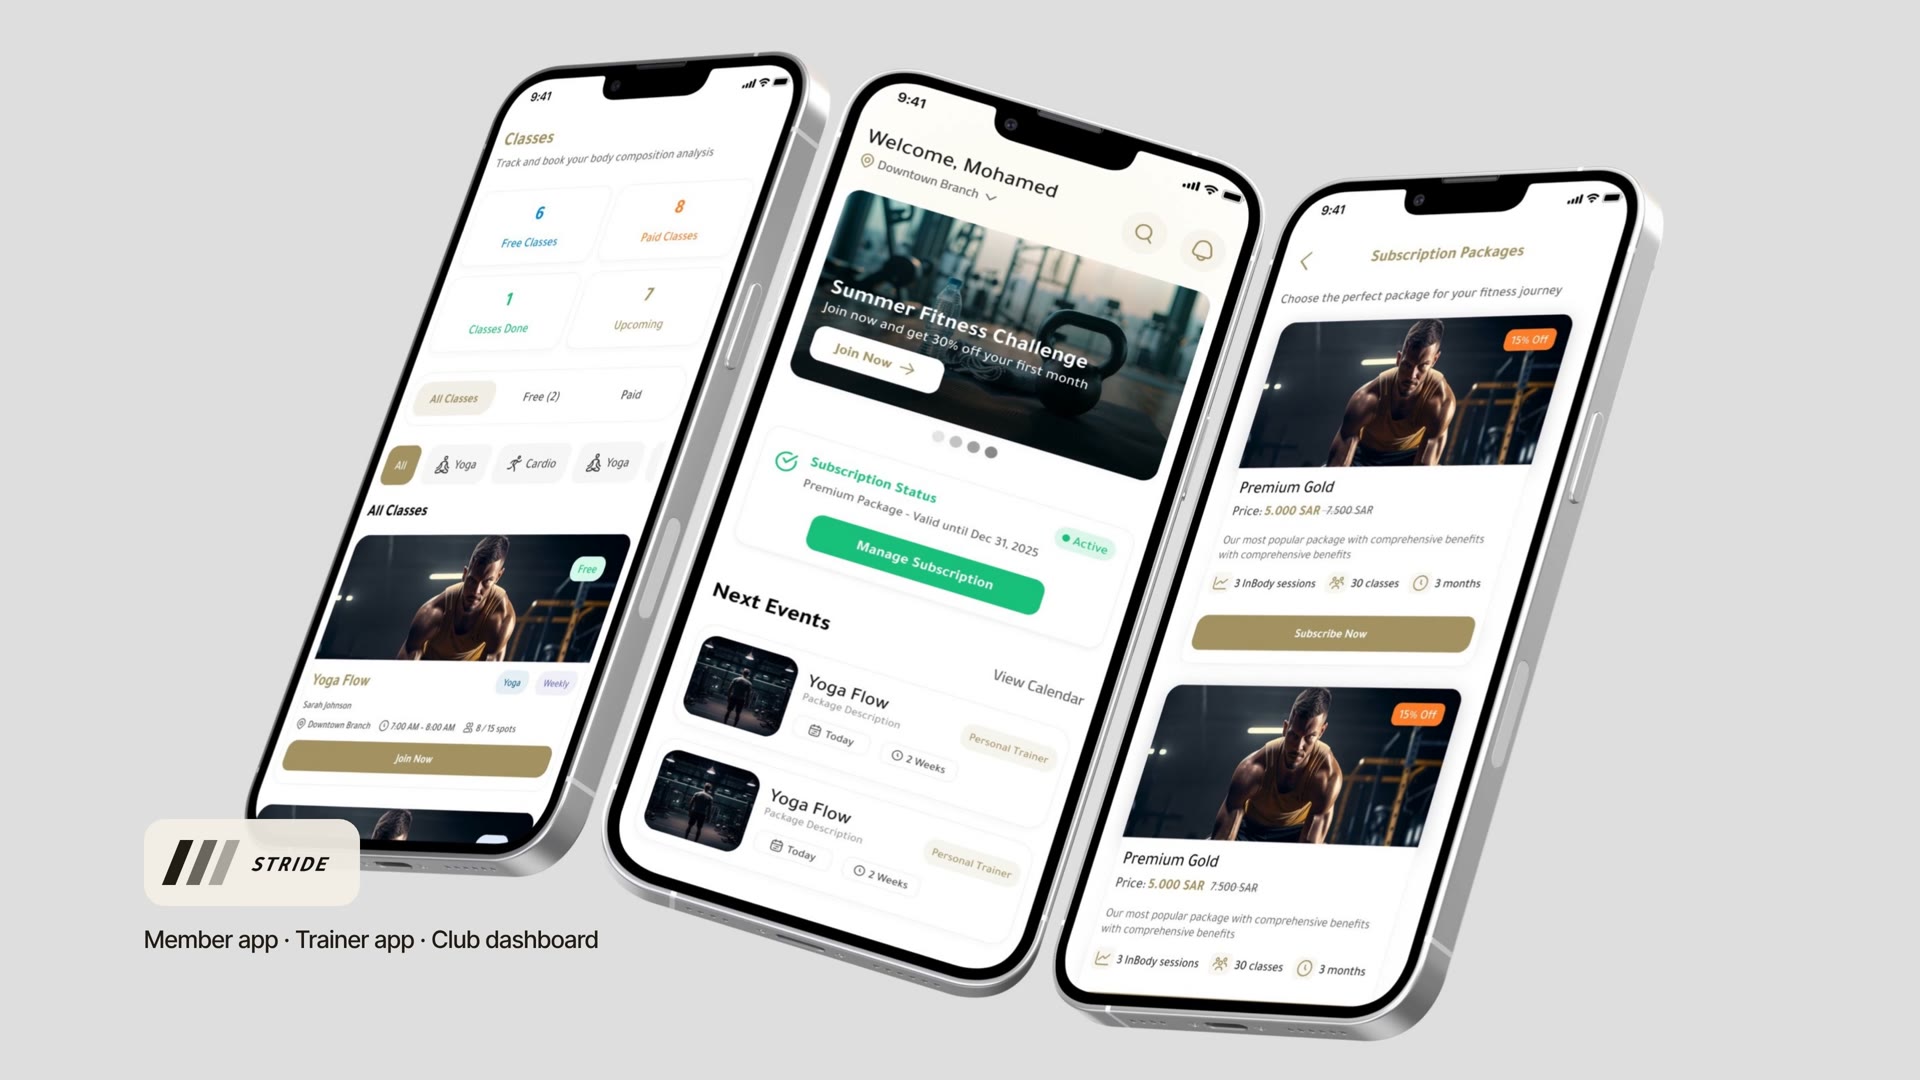 9:41
Classes
Track and book your body composition analysis
6
Free Classes
8
Paid Classes
1
Classes Done
7
Upcoming
All Classes
Free (2)
Paid
All
Yoga
Cardio
Yoga
All Classes
Free
Yoga Flow
Yoga
Weekly
Sarah Johnson
Downtown Branch
7:00 AM - 8:00 AM
8 / 15 spots
Join Now
9:41
Welcome, Mohamed
Downtown Branch
Summer Fitness Challenge
Join now and get 30% off your first month
Join Now
Subscription Status
Premium Package - Valid until Dec 31, 2025
Active
Manage Subscription
Next Events
View Calendar
Yoga Flow
Package Description
Today
2 Weeks
Personal Trainer
Yoga Flow
Package Description
Today
2 Weeks
Personal Trainer
9:41
Subscription Packages
Choose the perfect package for your fitness journey
15% Off
Premium Gold
Price: 5.000 SAR 7.500 SAR
Our most popular package with comprehensive benefits
with comprehensive benefits
3 InBody sessions
30 classes
3 months
Subscribe Now
15% Off
Premium Gold
Price: 5.000 SAR 7.500 SAR
Our most popular package with comprehensive benefits
with comprehensive benefits
3 InBody sessions
30 classes
3 months
STRIDE
Member app · Trainer app · Club dashboard